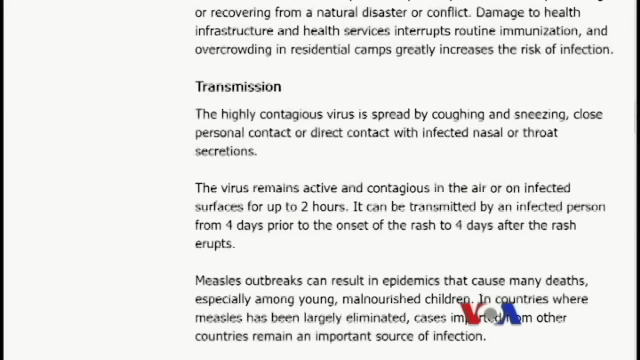 or recovering from a natural disaster or conflict. Damage to health
infrastructure and health services interrupts routine immunization, and
overcrowding in residential camps greatly increases the risk of infection.
Transmission
The highly contagious virus is spread by coughing and sneezing, close
personal contact or direct contact with infected nasal or throat
secretions.
The virus remains active and contagious in the air or on infected
surfaces for up to 2 hours. It can be transmitted by an infected person
from 4 days prior to the onset of the rash to 4 days after the rash
erupts.
Measles outbreaks can result in epidemics that cause many deaths,
especially among young, malnourished children. In countries where
measles has been largely eliminated, cases imported from other
countries remain an important source of infection.
VOA